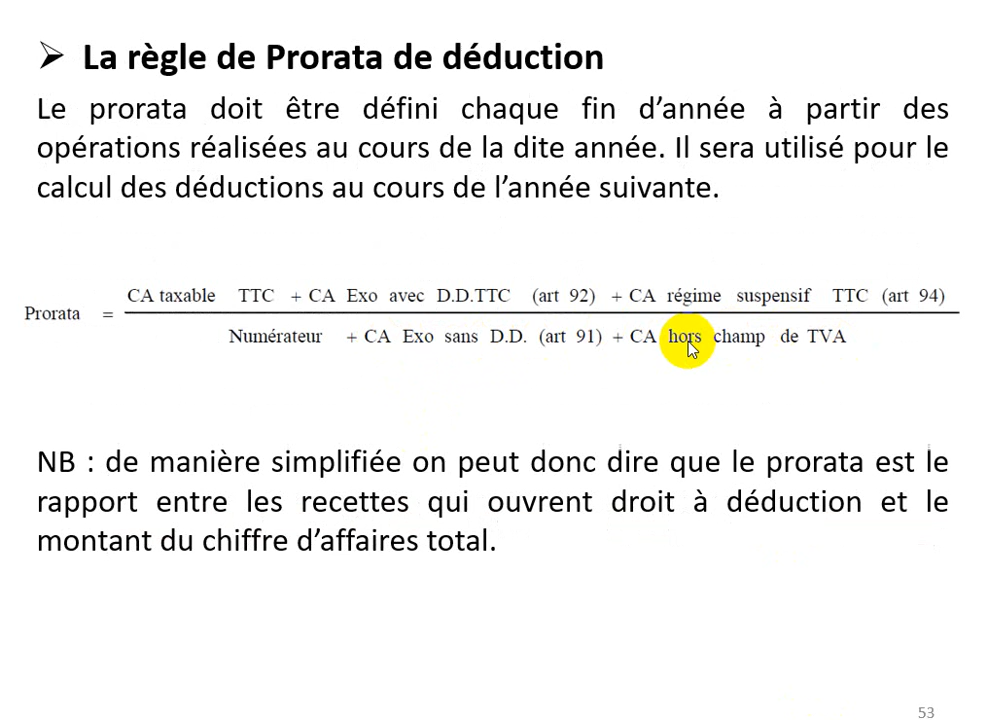 ➢ La règle de Prorata de déduction
Le prorata doit être défini chaque fin d’année à partir des
opérations réalisées au cours de la dite année. Il sera utilisé pour le
calcul des déductions au cours de l’année suivante.
CA taxable TTC + CA Exo avec D.D.TTC (art 92) + CA régime suspensif TTC (art 94)
Prorata =
Numérateur + CA Exo sans D.D. (art 91) + CA hors champ de TVA
NB : de manière simplifiée on peut donc dire que le prorata est le
rapport entre les recettes qui ouvrent droit à déduction et le
montant du chiffre d’affaires total.
53